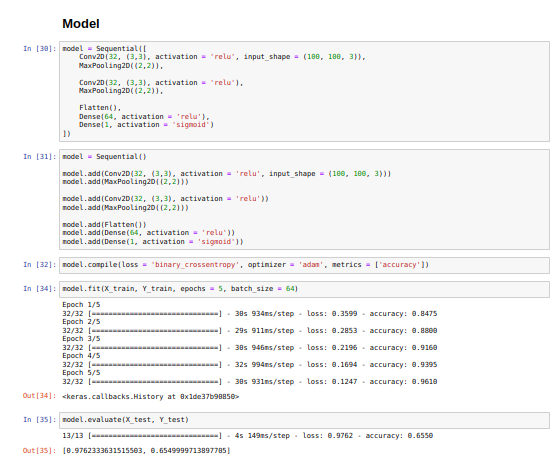 Model
In [30]: model = Sequential([
Conv2D(32, (3,3), activation = 'relu', input_shape = (100, 100, 3)),
MaxPooling2D((2,2)),
Conv2D(32, (3,3), activation = 'relu'),
MaxPooling2D((2,2)),
Flatten(),
Dense(64, activation = 'relu'),
Dense(1, activation = 'sigmoid')
])
In [31]: model = Sequential()
model.add(Conv2D(32, (3,3), activation = 'relu', input_shape = (100, 100, 3)))
model.add(MaxPooling2D((2,2)))
model.add(Conv2D(32, (3,3), activation = 'relu'))
model.add(MaxPooling2D((2,2)))
model.add(Flatten())
model.add(Dense(64, activation = 'relu'))
model.add(Dense(1, activation = 'sigmoid'))
In [32]: model.compile(loss = 'binary_crossentropy', optimizer = 'adam', metrics = ['accuracy'])
In [34]: model.fit(X_train, Y_train, epochs = 5, batch_size = 64)
Epoch 1/5
32/32 [==============================] - 30s 934ms/step - loss: 0.3599 - accuracy: 0.8475
Epoch 2/5
32/32 [==============================] - 29s 911ms/step - loss: 0.2853 - accuracy: 0.8800
Epoch 3/5
32/32 [==============================] - 30s 946ms/step - loss: 0.2196 - accuracy: 0.9160
Epoch 4/5
32/32 [==============================] - 32s 994ms/step - loss: 0.1694 - accuracy: 0.9395
Epoch 5/5
32/32 [==============================] - 30s 931ms/step - loss: 0.1247 - accuracy: 0.9610
Out[34]: <keras.callbacks.History at 0x1de37b90850>
In [35]: model.evaluate(X_test, Y_test)
13/13 [==============================] - 4s 149ms/step - loss: 0.9762 - accuracy: 0.6550
Out[35]: [0.9762333631515503, 0.6549999713897705]